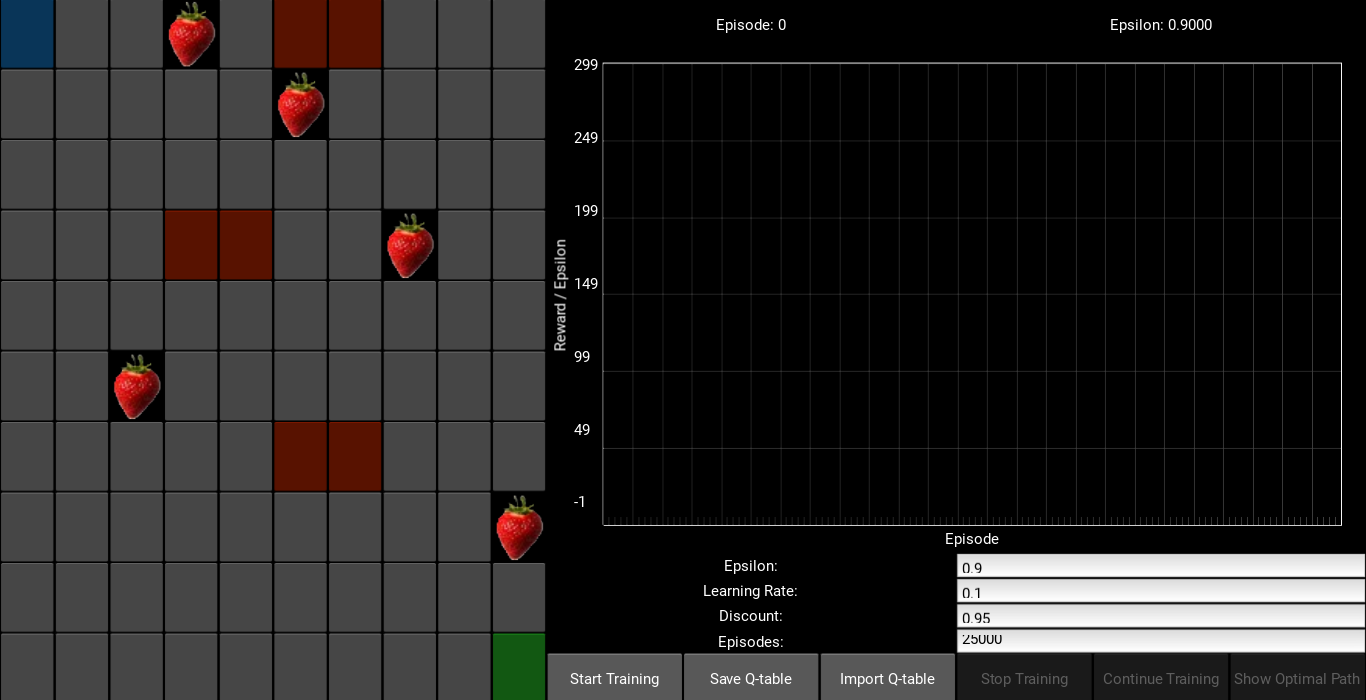 Episode: 0 Epsilon: 0.9000
299
249
199
149
99
49
-1
Reward / Epsilon
Episode
Epsilon: 0.9
Learning Rate: 0.1
Discount: 0.95
Episodes: 25000
Start Training Save Q-table Import Q-table Stop Training Continue Training Show Optimal Path